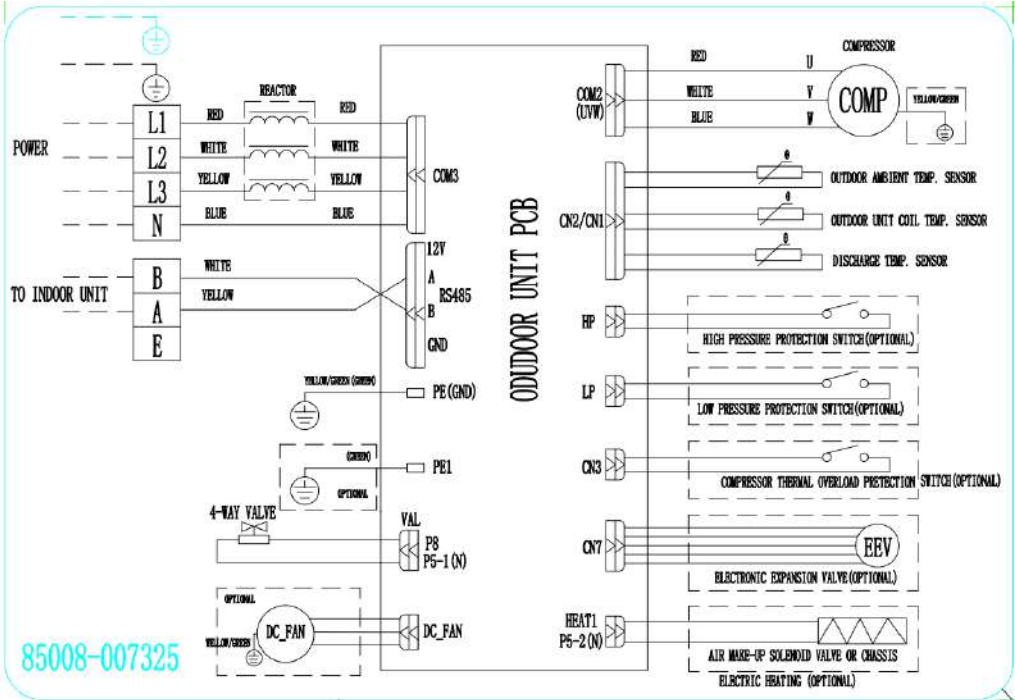 POWER
L1
L2
L3
N
RED
WHITE
YELLOW
BLUE
REACTOR
RED
WHITE
YELLOW
BLUE
COM3
TO INDOOR UNIT
B
A
E
WHITE
YELLOW
12V
A
RS485
B
GND
YELLOW/GREEN (GREEN)
PE(GND)
(GREEN)
OPTIONAL
PE1
4-WAY VALVE
VAL
P8
P5-1(N)
OPTIONAL
YELLOW/GREEN
DC_FAN
DC_FAN
85008-007325
ODUDOOR UNIT PCB
COM2
(UVW)
RED
WHITE
BLUE
U
V
W
COMPRESSOR
COMP
YELLOW/GREEN
CN2/CN1
θ
OUTDOOR AMBIENT TEMP. SENSOR
θ
OUTDOOR UNIT COIL TEMP. SENSOR
θ
DISCHARGE TEMP. SENSOR
HP
HIGH PRESSURE PROTECTION SWITCH(OPTIONAL)
LP
LOW PRESSURE PROTECTION SWITCH(OPTIONAL)
CN3
COMPRESSOR THERMAL OVERLOAD PRETECTION SWITCH(OPTIONAL)
CN7
EEV
ELECTRONIC EXPANSION VALVE(OPTIONAL)
HEAT1
P5-2(N)
AIR MAKE-UP SOLENOID VALVE OR CHASSIS
ELECTRIC HEATING (OPTIONAL)